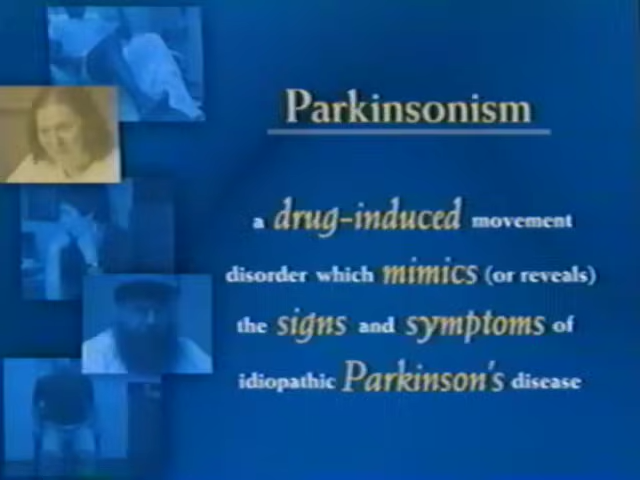 Parkinsonism
a drug-induced movement
disorder which mimics (or reveals)
the signs and symptoms of
idiopathic Parkinson's disease